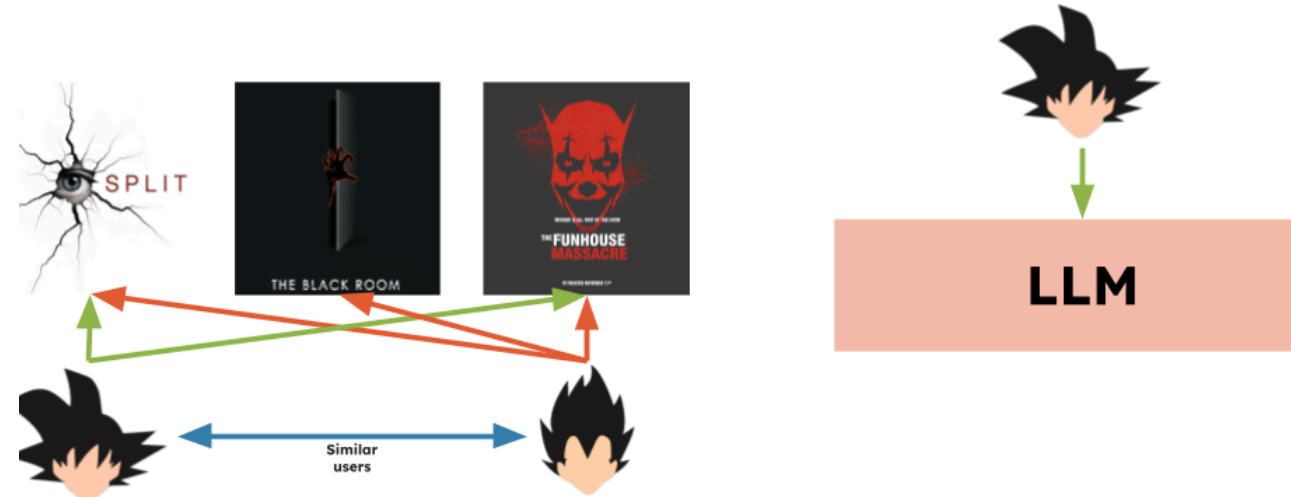 SPLIT
THE BLACK ROOM
THE FUNHOUSE
MASSACRE
LLM
Similar
users